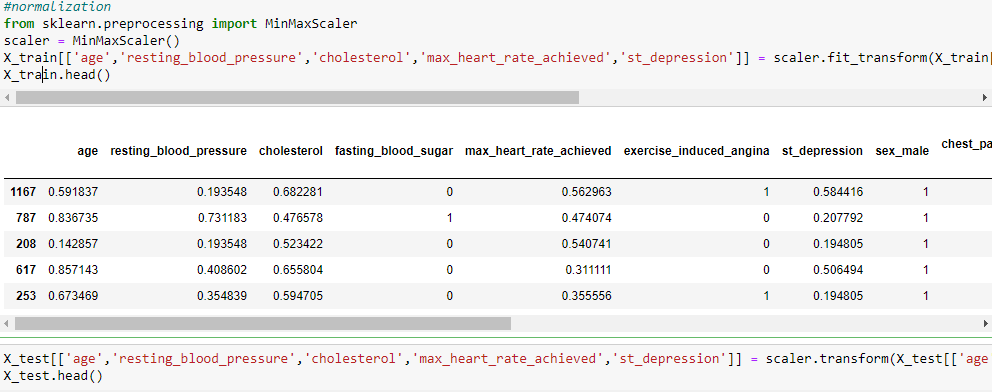 #normalization
from sklearn.preprocessing import MinMaxScaler
scaler = MinMaxScaler()
X_train[['age','resting_blood_pressure','cholesterol','max_heart_rate_achieved','st_depression']] = scaler.fit_transform(X_train[
X_train.head()
age resting_blood_pressure cholesterol fasting_blood_sugar max_heart_rate_achieved exercise_induced_angina st_depression sex_male chest_pa
1167 0.591837 0.193548 0.682281 0 0.562963 1 0.584416 1
787 0.836735 0.731183 0.476578 1 0.474074 0 0.207792 1
208 0.142857 0.193548 0.523422 0 0.540741 0 0.194805 1
617 0.857143 0.408602 0.655804 0 0.311111 0 0.506494 1
253 0.673469 0.354839 0.594705 0 0.355556 1 0.194805 1
X_test[['age','resting_blood_pressure','cholesterol','max_heart_rate_achieved','st_depression']] = scaler.transform(X_test[['age
X_test.head()